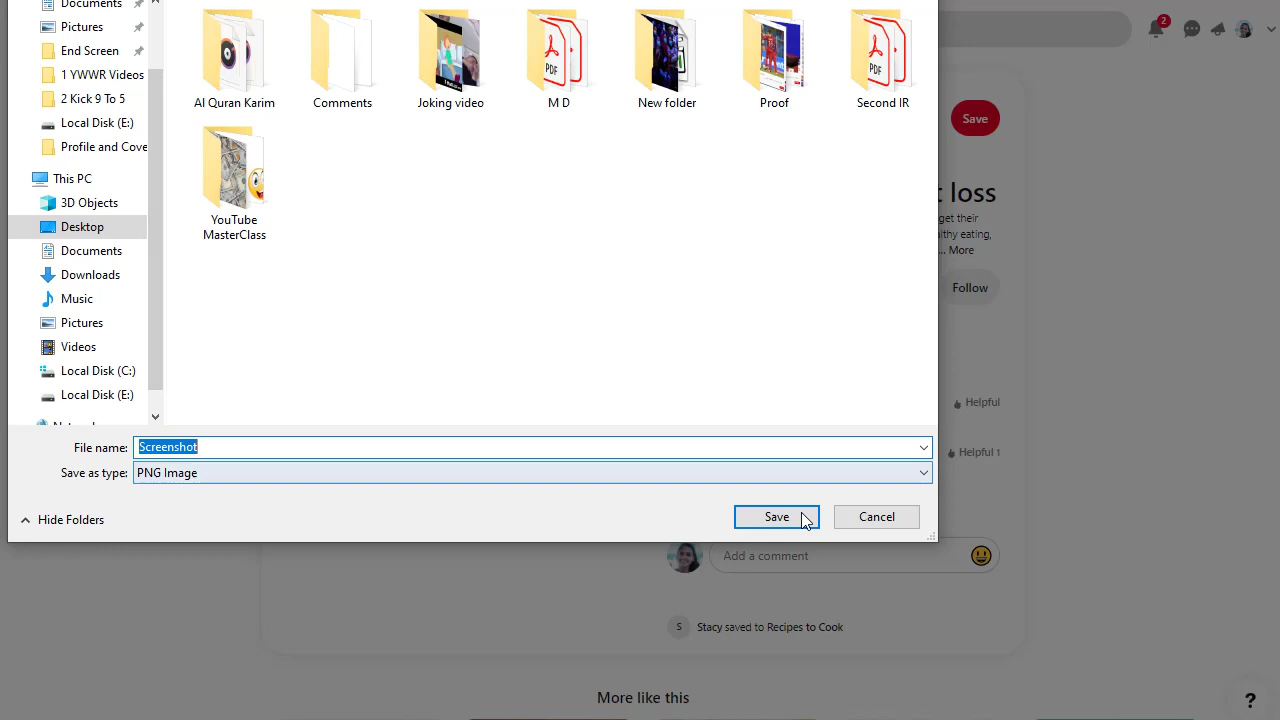 Documents
Pictures
End Screen
1 YWWR Videos
2 Kick 9 To 5
Local Disk (E:)
Profile and Cove
This PC
3D Objects
Desktop
Documents
Downloads
Music
Pictures
Videos
Local Disk (C:)
Local Disk (E:)
Al Quran Karim
Comments
Joking video
PDF
M D
New folder
Proof
PDF
Second IR
YouTube
MasterClass
File name:
Screenshot
Save as type:
PNG Image
Hide Folders
Save
Cancel
2
Save
t loss
get their
althy eating,
... More
Follow
Helpful
Helpful 1
Add a comment
S
Stacy saved to Recipes to Cook
More like this
?